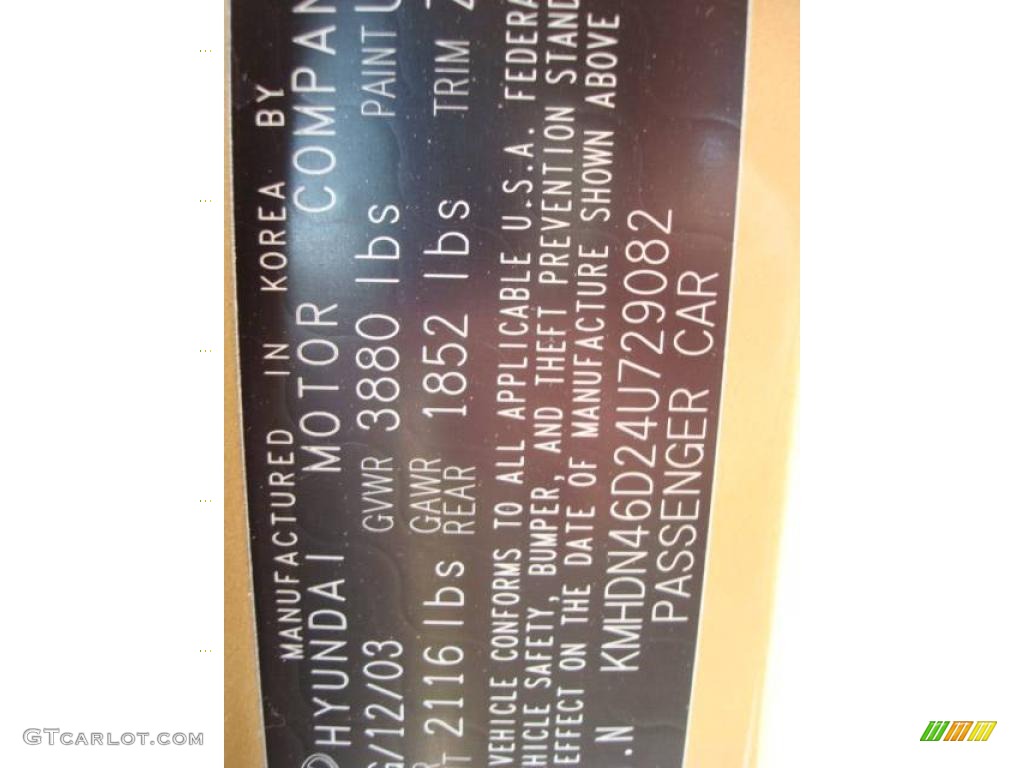 MANUFACTURED IN KOREA BY
HYUNDAI MOTOR COMPAN
G/12/03 GVWR 3880 lbs PAINT U
T 2116 lbs GAWR REAR 1852 lbs TRIM
VEHICLE CONFORMS TO ALL APPLICABLE U.S.A. FEDERA
HICLE SAFETY, BUMPER, AND THEFT PREVENTION STAND
EFFECT ON THE DATE OF MANUFACTURE SHOWN ABOVE
.N KMHDN46D24U729082
PASSENGER CAR
GTCarLot.com